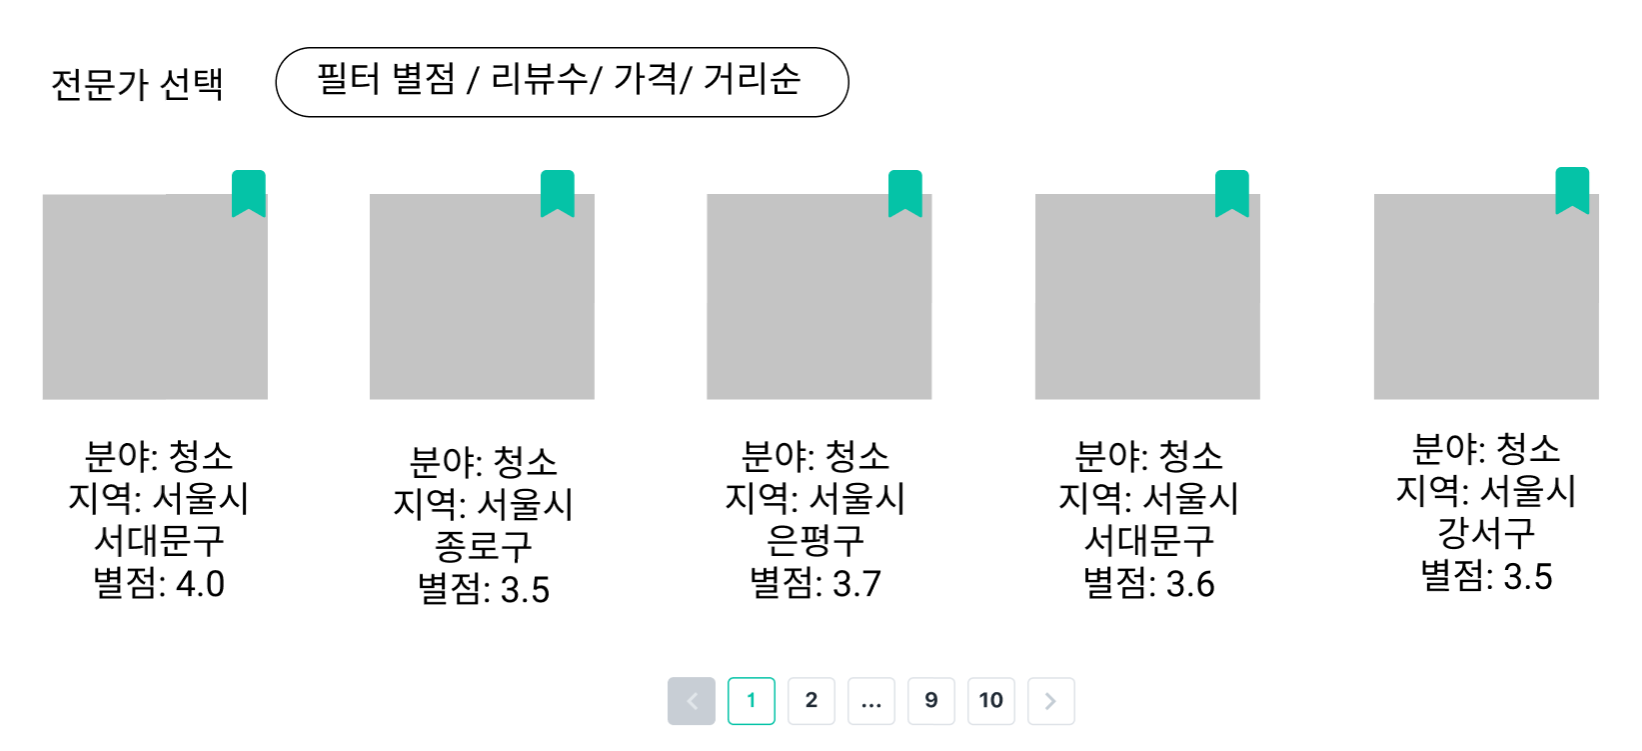 전문가 선택
필터 별점 / 리뷰수/ 가격/ 거리순
분야: 청소
지역: 서울시
서대문구
별점: 4.0
분야: 청소
지역: 서울시
종로구
별점: 3.5
분야: 청소
지역: 서울시
은평구
별점: 3.7
분야: 청소
지역: 서울시
서대문구
별점: 3.6
분야: 청소
지역: 서울시
강서구
별점: 3.5
1 2 ... 9 10